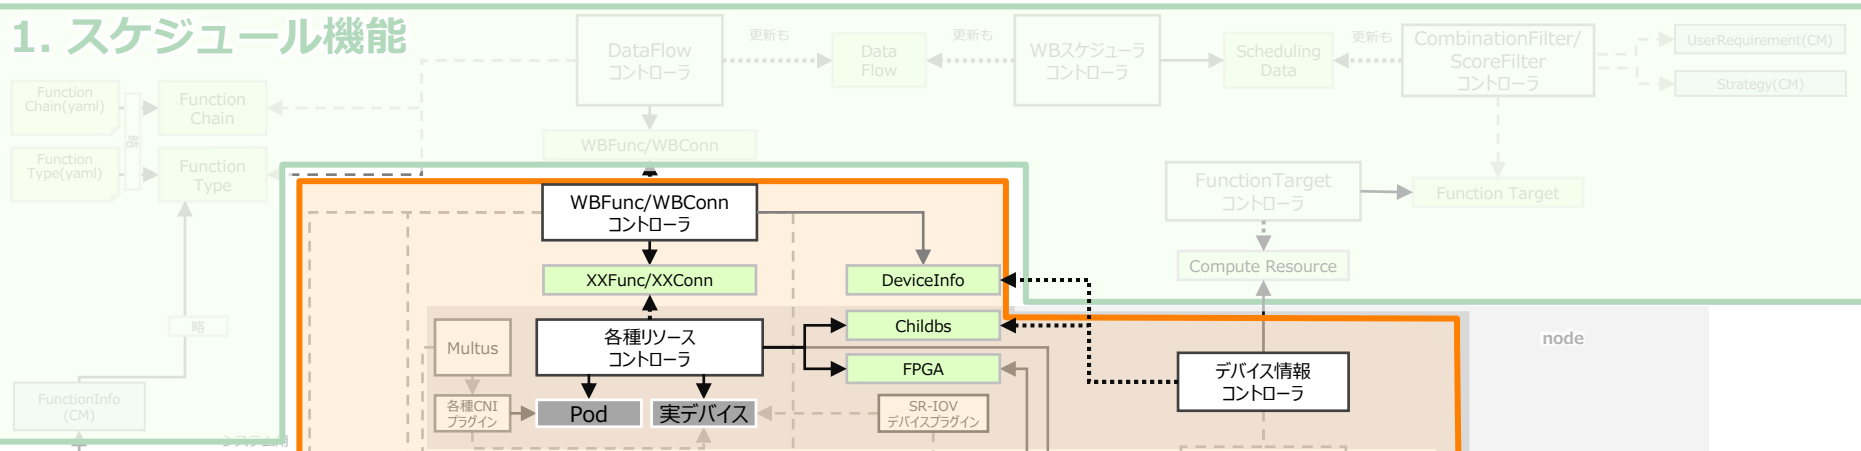 1. スケジュール機能
DataFlow
コントローラ
更新も
Data
Flow
更新も
WBスケジューラ
コントローラ
Scheduling
Data
更新も
CombinationFilter/
ScoreFilter
コントローラ
UserRequirement(CM)
Strategy(CM)
Function
Chain(yaml)
略
Function
Chain
Function
Type(yaml)
Function
Type
WBFunc/WBConn
FunctionTarget
コントローラ
Function Target
WBFunc/WBConn
コントローラ
Compute Resource
XXFunc/XXConn
DeviceInfo
略
Multus
各種リソース
コントローラ
Childbs
FPGA
node
デバイス情報
コントローラ
FunctionInfo
(CM)
各種CNI
プラグイン
Pod
実デバイス
SR-IOV
デバイスプラグイン